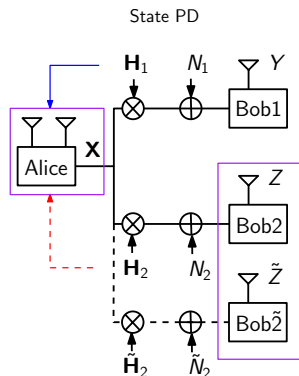 State PD
H₁ N₁ Y
Bob1
X
Alice
Z
Bob2
H₂ N₂ Z̃
Bob2̃
H̃₂ Ñ₂